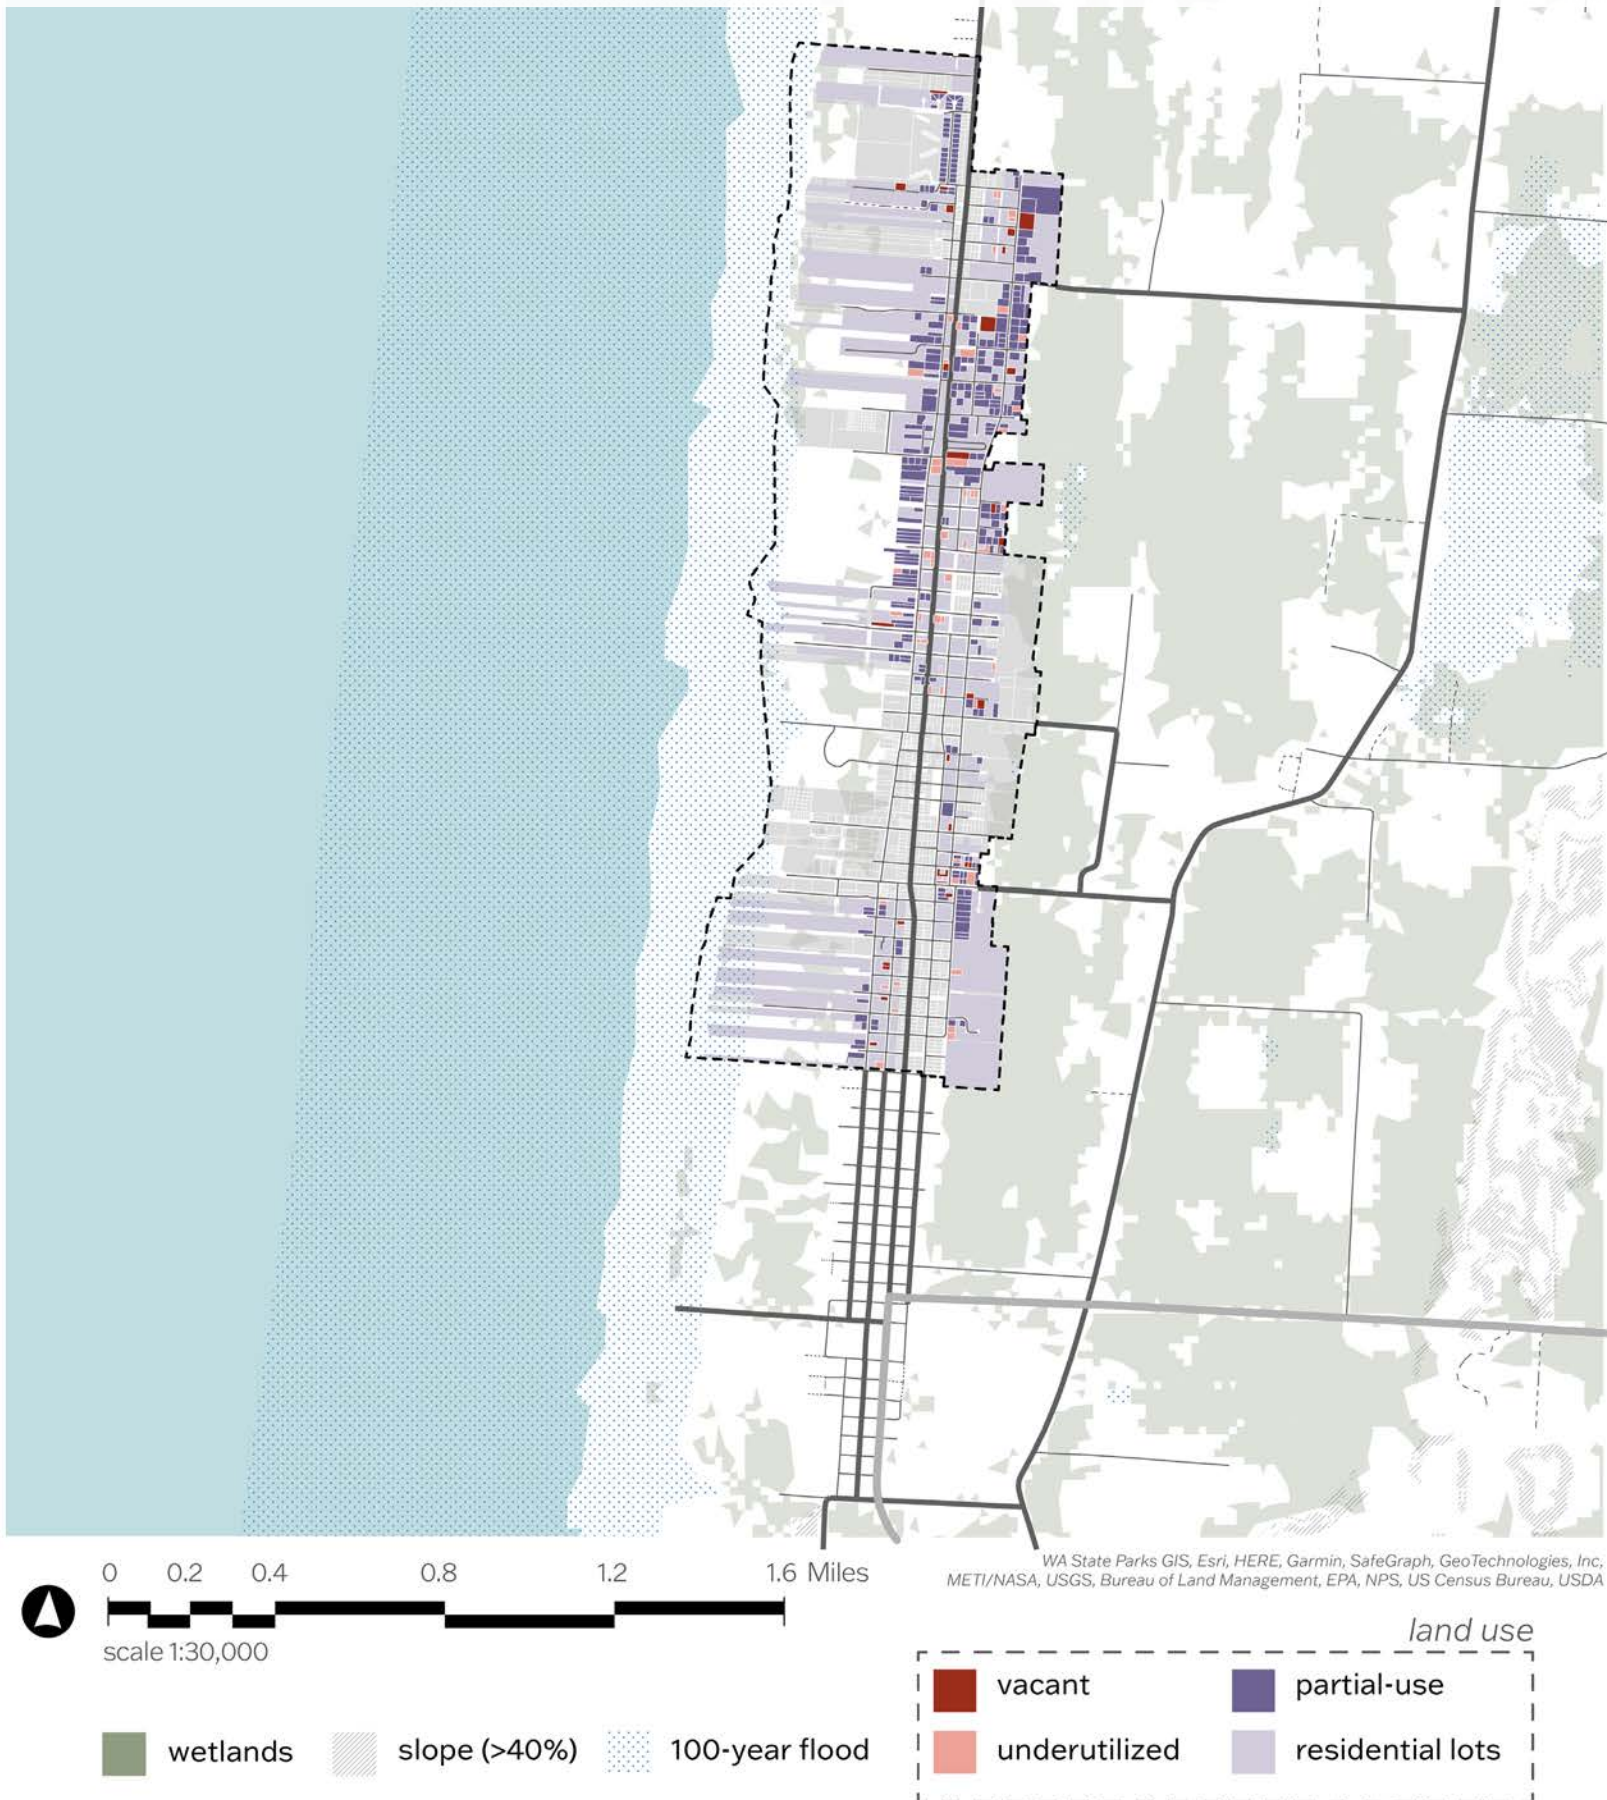 0 0.2 0.4 0.8 1.2 1.6 Miles
scale 1:30,000
WA State Parks GIS, Esri, HERE, Garmin, SafeGraph, GeoTechnologies, Inc,
METI/NASA, USGS, Bureau of Land Management, EPA, NPS, US Census Bureau, USDA
land use
vacant
partial-use
wetlands
slope (>40%)
100-year flood
underutilized
residential lots